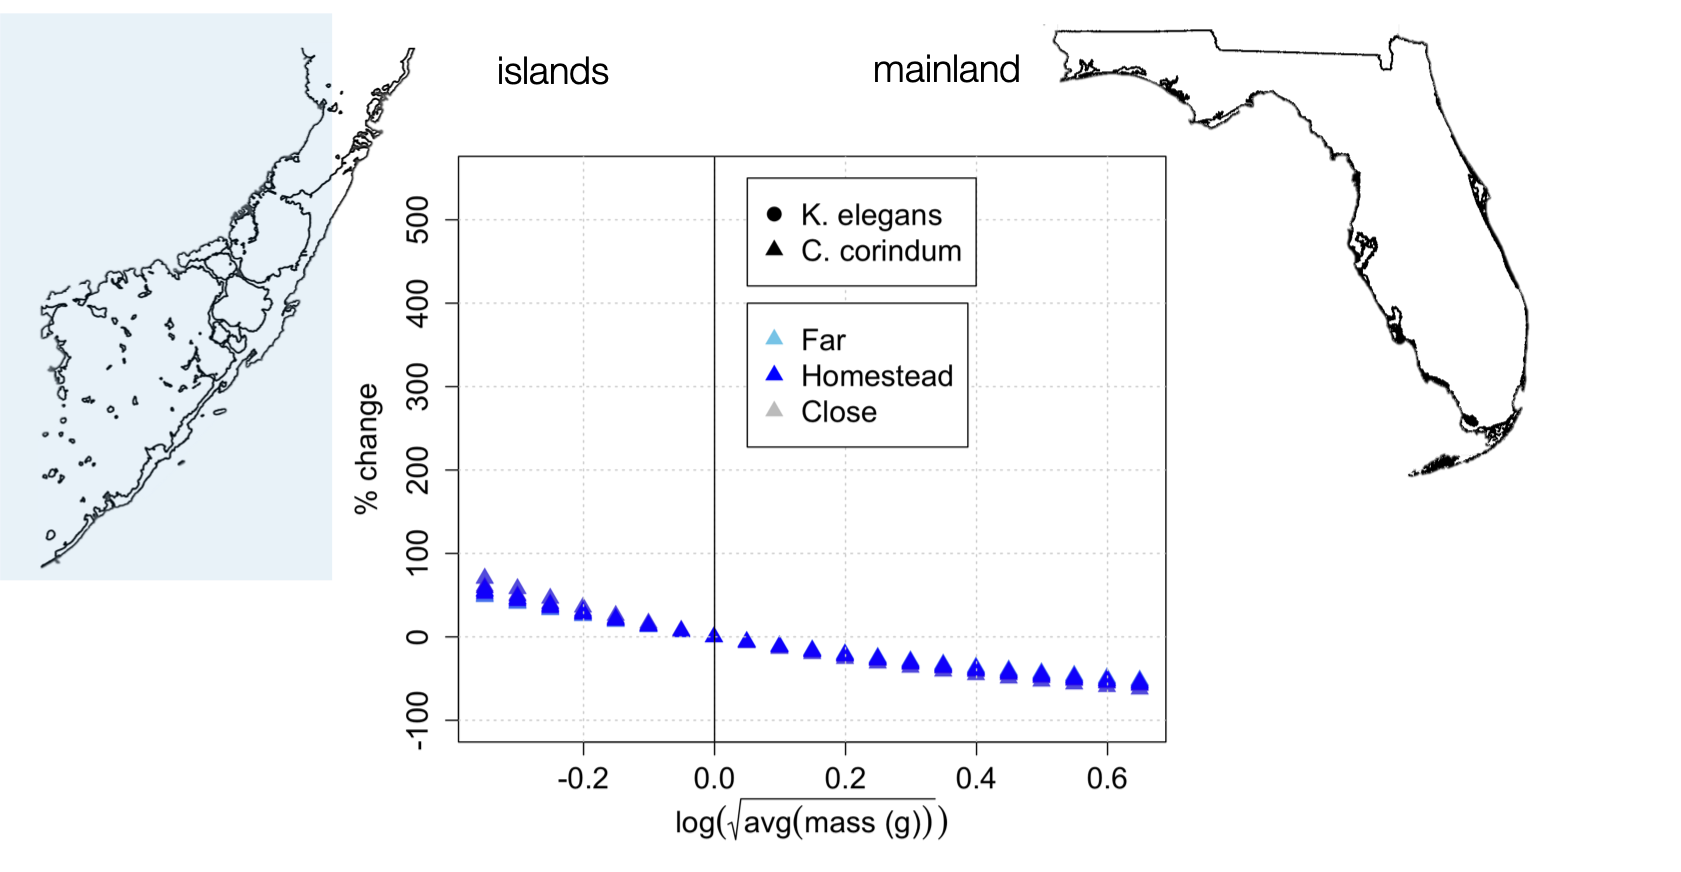 islands
mainland
K. elegans
C. corindum
Far
Homestead
Close
% change
500
400
300
200
100
0
-100
-0.2 0.0 0.2 0.4 0.6
log(√avg(mass (g)))